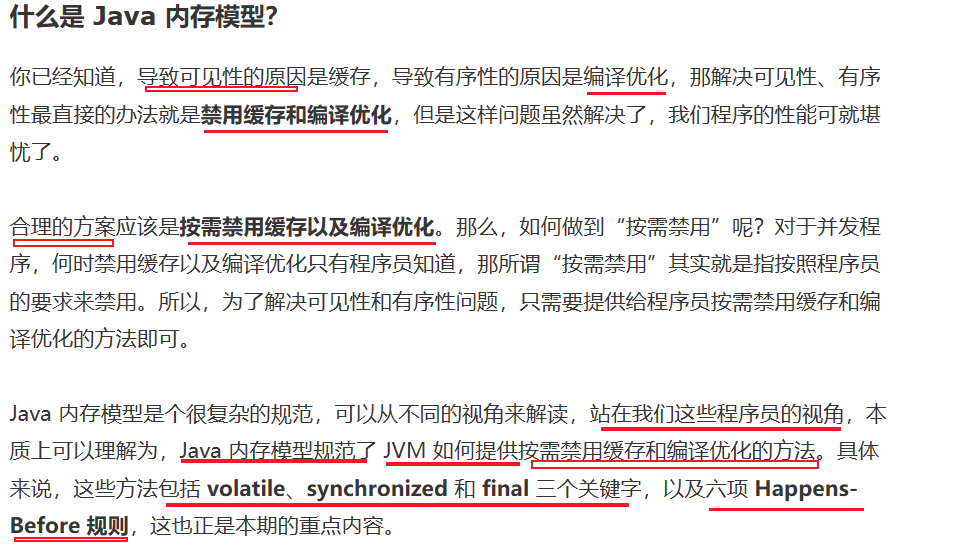 什么是 Java 内存模型？
你已经知道，导致可见性的原因是缓存，导致有序性的原因是编译优化，那解决可见性、有序
性最直接的办法就是禁用缓存和编译优化，但是这样问题虽然解决了，我们程序的性能可就堪
忧了。
合理的方案应该是按需禁用缓存以及编译优化。那么，如何做到“按需禁用”呢？对于并发程
序，何时禁用缓存以及编译优化只有程序员知道，那所谓“按需禁用”其实就是指按照程序员
的要求来禁用。所以，为了解决可见性和有序性问题，只需要提供给程序员按需禁用缓存和编
译优化的方法即可。
Java 内存模型是个很复杂的规范，可以从不同的视角来解读，站在我们这些程序员的视角，本
质上可以理解为，Java 内存模型规范了 JVM 如何提供按需禁用缓存和编译优化的方法。具体
来说，这些方法包括 volatile、synchronized 和 final 三个关键字，以及六项 Happens-
Before 规则，这也正是本期的重点内容。